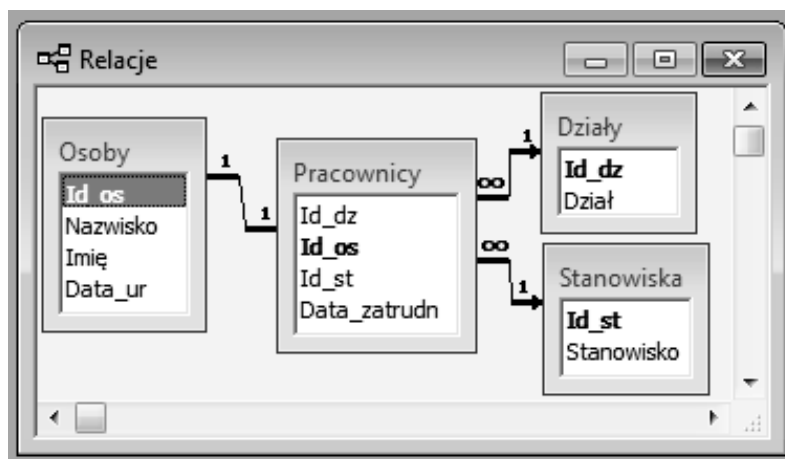 Relacje
Osoby
Id_os
Nazwisko
Imię
Data_ur
1
1
Pracownicy
Id_dz
Id_os
Id_st
Data_zatrudn
∞
1
∞
1
Działy
Id_dz
Dział
Stanowiska
Id_st
Stanowisko